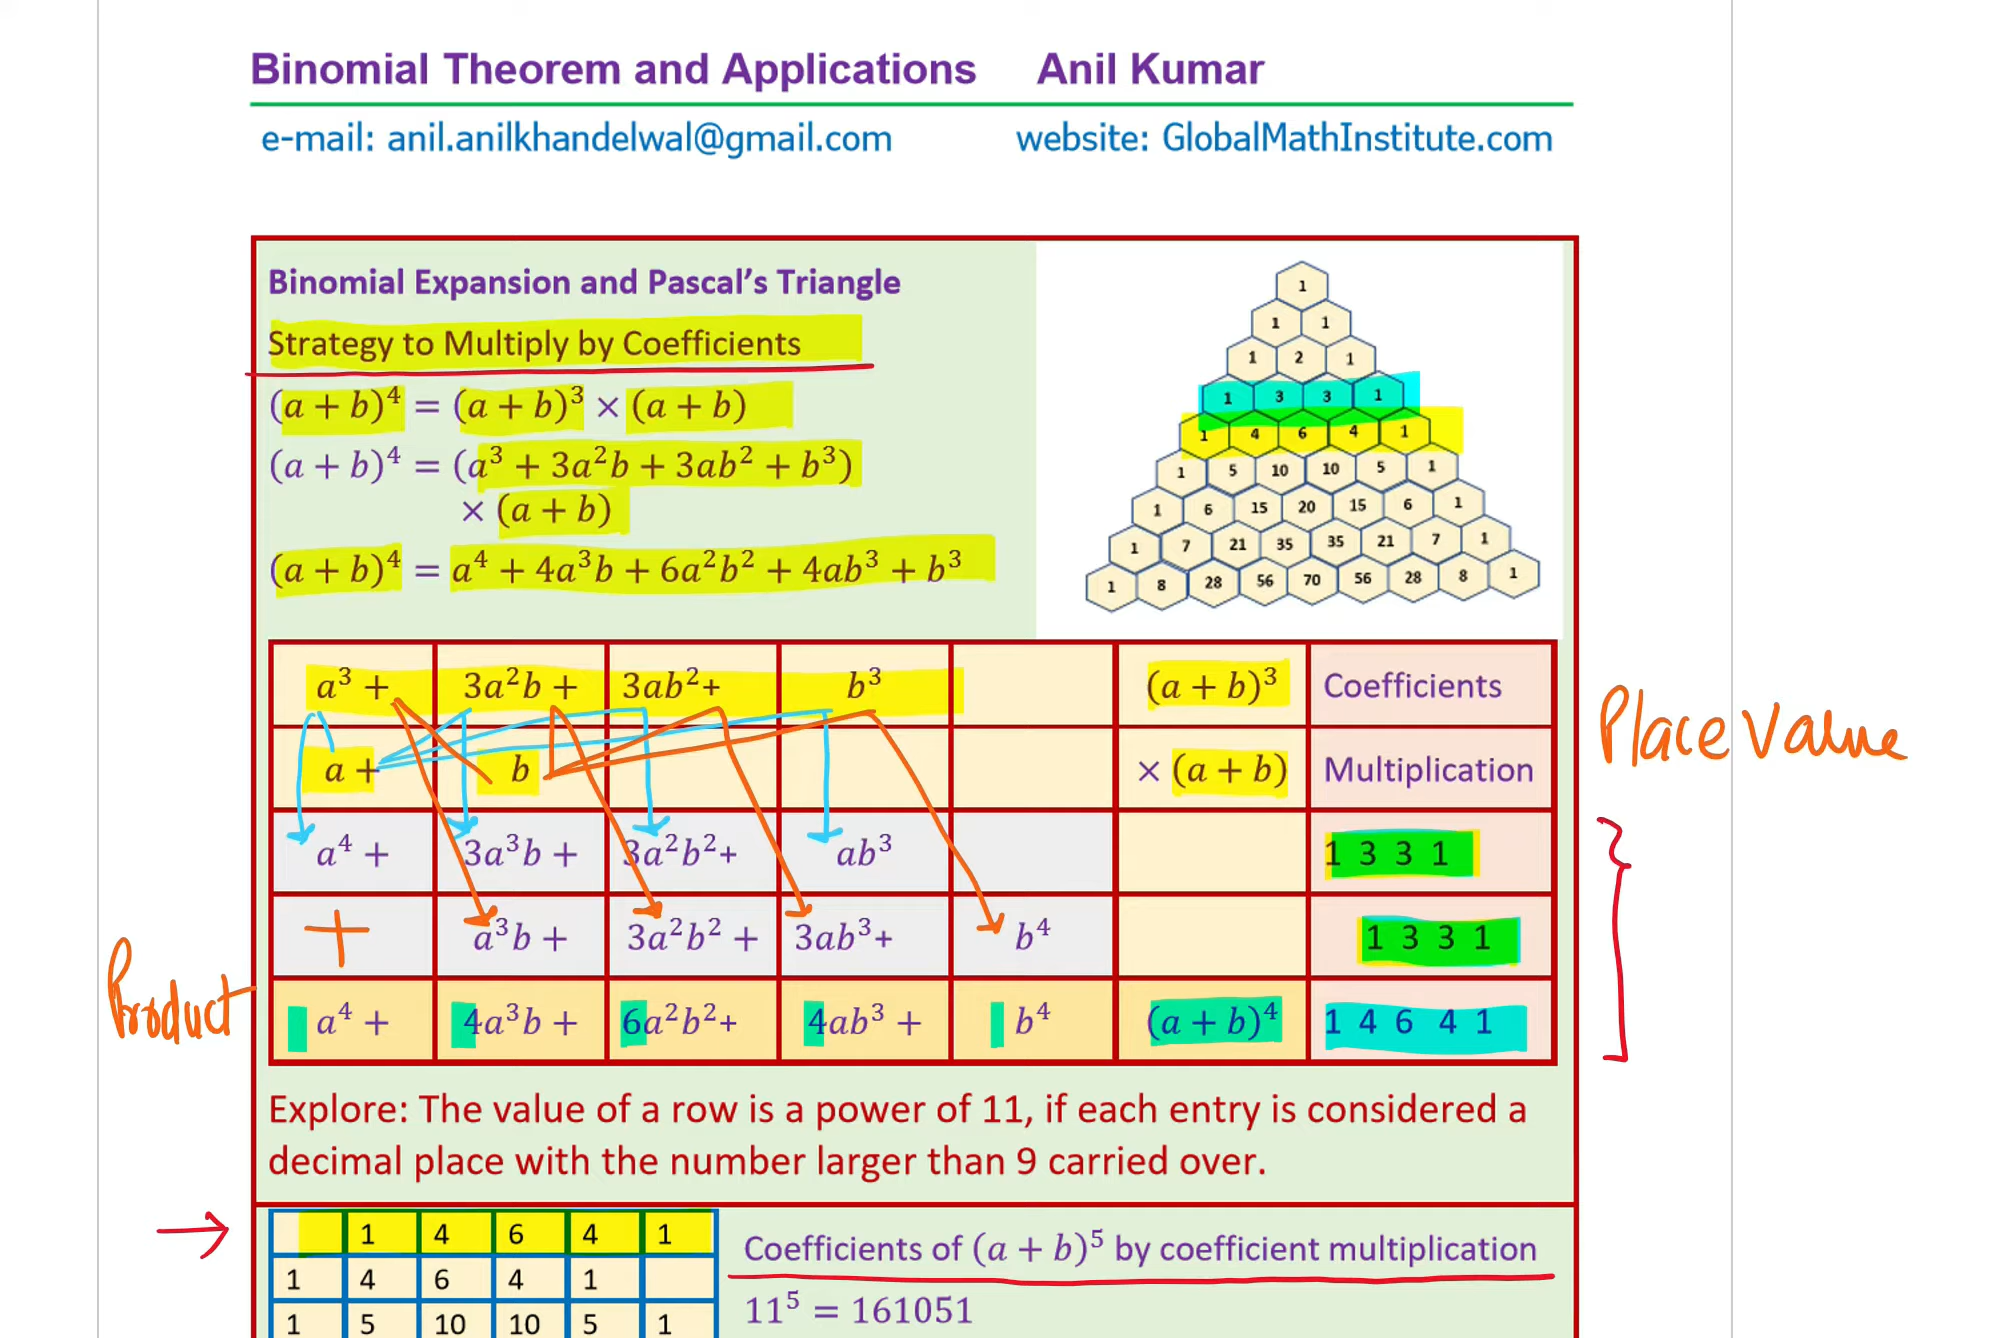 Binomial Theorem and Applications Anil Kumar
e-mail: anil.anilkhandelwal@gmail.com website: GlobalMathInstitute.com
Binomial Expansion and Pascal's Triangle
Strategy to Multiply by Coefficients
(a + b)⁴ = (a + b)³ × (a + b)
(a + b)⁴ = (a³ + 3a²b + 3ab² + b³)
× (a + b)
(a + b)⁴ = a⁴ + 4a³b + 6a²b² + 4ab³ + b³
1
1 1
1 2 1
1 3 3 1
1 4 6 4 1
1 5 10 10 5 1
1 6 15 20 15 6 1
1 7 21 35 35 21 7 1
1 8 28 56 70 56 28 8 1
a³ + 3a²b + 3ab²+ b³ (a + b)³ Coefficients
a + b × (a + b) Multiplication
Place Value
a⁴ + 3a³b + 3a²b²+ ab³ 1 3 3 1
+ a³b + 3a²b² + 3ab³+ b⁴ 1 3 3 1
Product
a⁴ + 4a³b + 6a²b²+ 4ab³ + b⁴ (a + b)⁴ 1 4 6 4 1
Explore: The value of a row is a power of 11, if each entry is considered a
decimal place with the number larger than 9 carried over.
1 4 6 4 1
1 4 6 4 1
1 5 10 10 5 1
Coefficients of (a + b)⁵ by coefficient multiplication
11⁵ = 161051